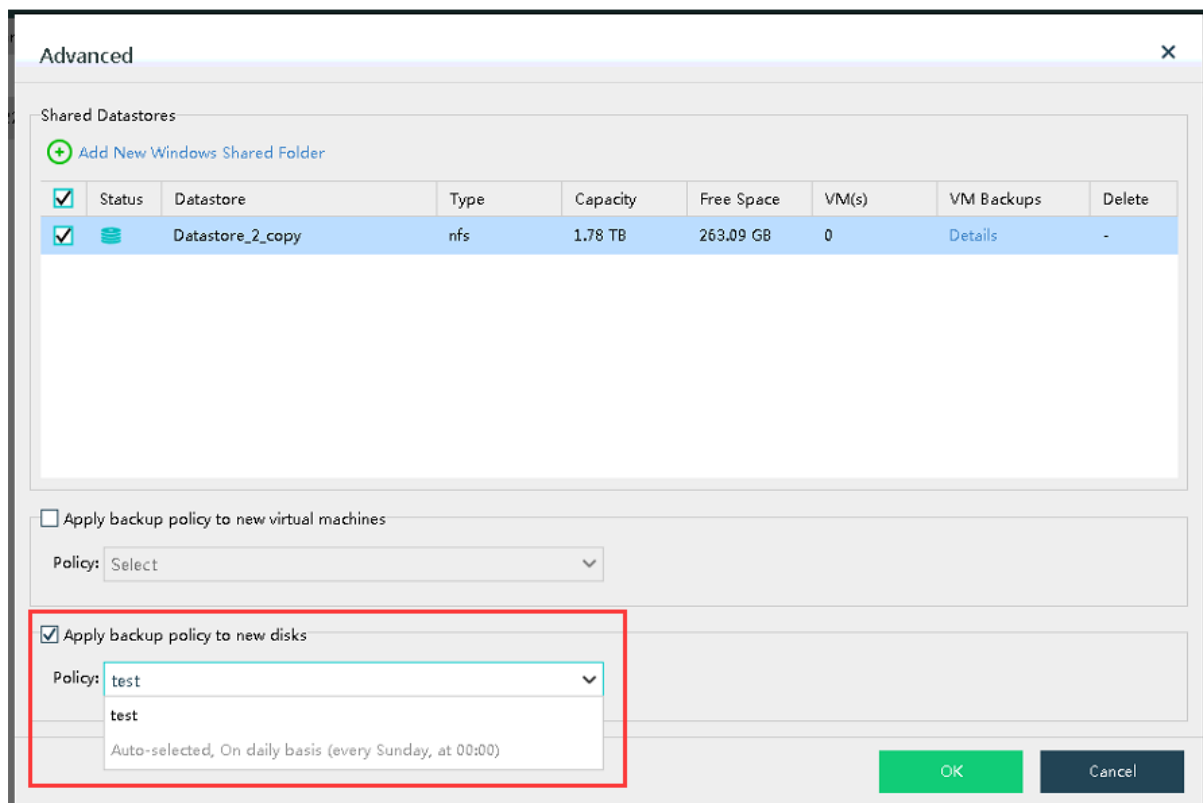 Advanced
Shared Datastores
Add New Windows Shared Folder
Status Datastore Type Capacity Free Space VM(s) VM Backups Delete
Datastore_2_copy nfs 1.78 TB 263.09 GB 0 Details -
Apply backup policy to new virtual machines
Policy: Select
Apply backup policy to new disks
Policy: test
test
Auto-selected, On daily basis (every Sunday, at 00:00)
OK Cancel